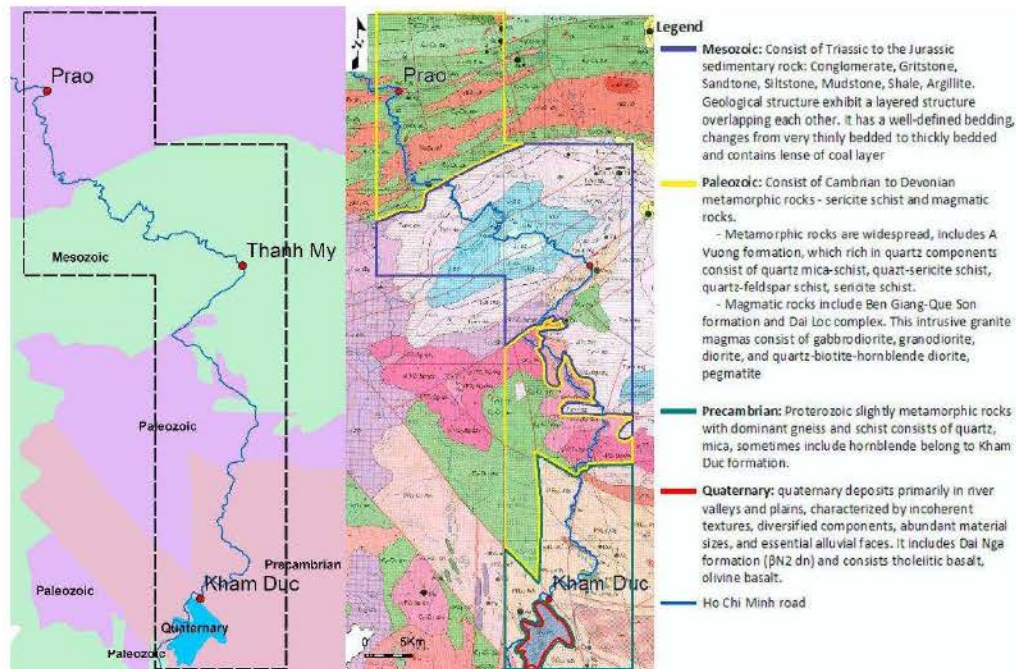 Prao
Thanh My
Mesozoic
Paleozoic
Precambrian
Kham Duc
Paleozoic
Quaternary
Paleozoic
Prao
Kham Duc
0 5Km
Legend
Mesozoic: Consist of Triassic to the Jurassic
sedimentary rock: Conglomerate, Gritstone,
Sandtone, Siltstone, Mudstone, Shale, Argillite.
Geological structure exhibit a layered structure
overlapping each other. It has a well-defined bedding,
changes from very thinly bedded to thickly bedded
and contains lense of coal layer
Paleozoic: Consist of Cambrian to Devonian
metamorphic rocks - sericite schist and magmatic
rocks.
- Metamorphic rocks are widespread, includes A
Vuong formation, which rich in quartz components
consist of quartz mica-schist, quazt-sericite schist,
quartz-feldspar schist, sericite schist.
- Magmatic rocks include Ben Giang-Que Son
formation and Dai Loc complex. This intrusive granite
magmas consist of gabbrodiorite, granodiorite,
diorite, and quartz-biotite-hornblende diorite,
pegmatite
Precambrian: Proterozoic slightly metamorphic rocks
with dominant gneiss and schist consists of quartz,
mica, sometimes include hornblende belong to Kham
Duc formation.
Quaternary: quaternary deposits primarily in river
valleys and plains, characterized by incoherent
textures, diversified components, abundant material
sizes, and essential alluvial faces. It includes Dai Nga
formation (βN2 dn) and consists tholeiitic basalt,
olivine basalt.
Ho Chi Minh road